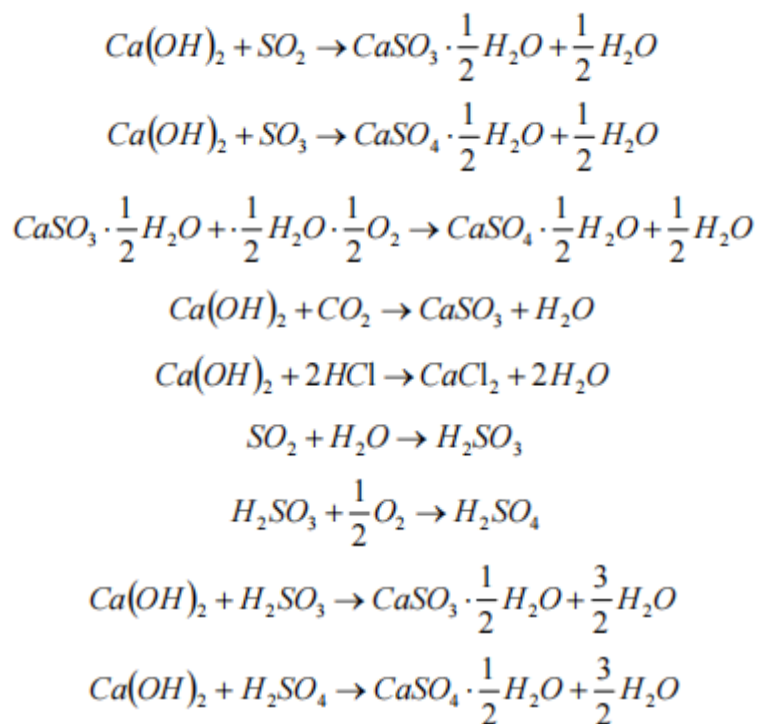 Ca(OH)₂ + SO₂ → CaSO₃ · 1/2 H₂O + 1/2 H₂O
Ca(OH)₂ + SO₃ → CaSO₄ · 1/2 H₂O + 1/2 H₂O
CaSO₃ · 1/2 H₂O + · 1/2 H₂O · 1/2 O₂ → CaSO₄ · 1/2 H₂O + 1/2 H₂O
Ca(OH)₂ + CO₂ → CaSO₃ + H₂O
Ca(OH)₂ + 2HCl → CaCl₂ + 2H₂O
SO₂ + H₂O → H₂SO₃
H₂SO₃ + 1/2 O₂ → H₂SO₄
Ca(OH)₂ + H₂SO₃ → CaSO₃ · 1/2 H₂O + 3/2 H₂O
Ca(OH)₂ + H₂SO₄ → CaSO₄ · 1/2 H₂O + 3/2 H₂O